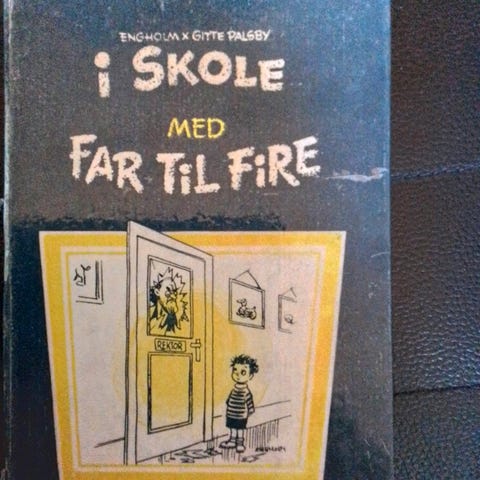 ENGHOLM x GITTE PALSBY
i SKOLE
MED
FAR TiL FiRE
REKTOR